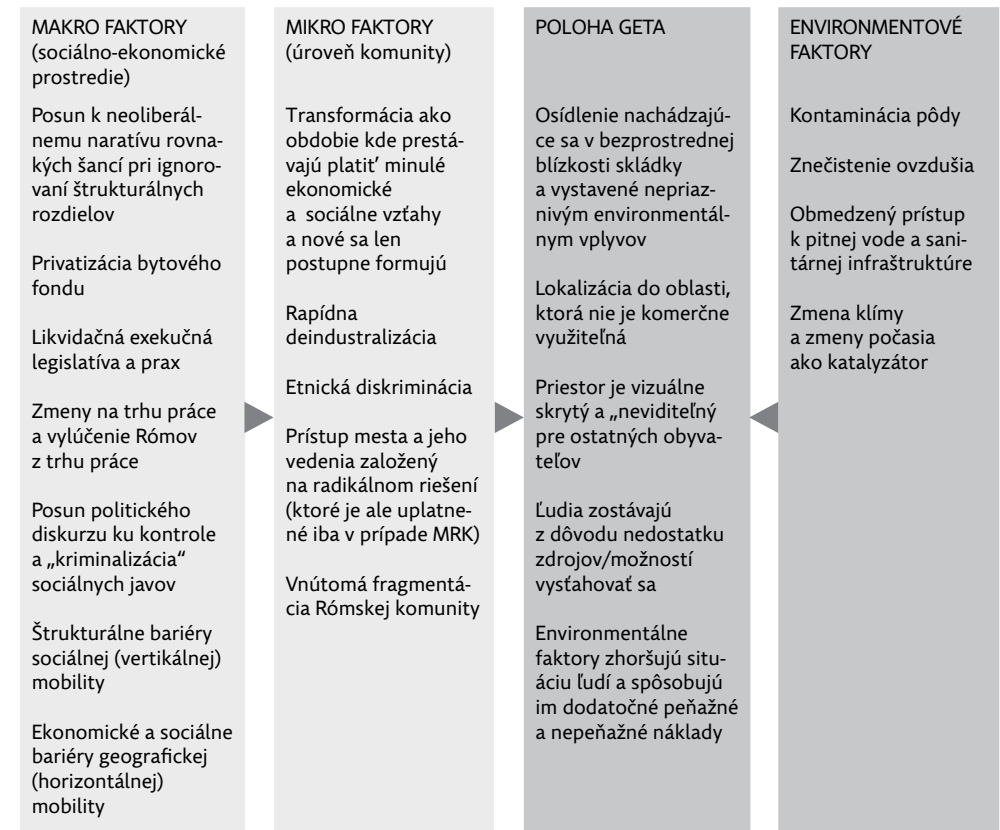 MAKRO FAKTORY
(sociálno-ekonomické
prostredie)
Posun k neoliberál-
nemu naratívu rovna-
kých šancí pri ignoro-
vaní štrukturálnych
rozdielov
Privatizácia bytového
fondu
Likvidačná exekučná
legislatíva a prax
Zmeny na trhu práce
a vylúčenie Rómov
z trhu práce
Posun politického
diskurzu ku kontrole
a „kriminalizácia“
sociálnych javov
Štrukturálne bariéry
sociálnej (vertikálnej)
mobility
Ekonomické a sociálne
bariéry geografickej
(horizontálnej)
mobility
MIKRO FAKTORY
(úroveň komunity)
Transformácia ako
obdobie kde prestá-
vajú platiť minulé
ekonomické
a sociálne vzťahy
a nové sa len
postupne formujú
Rapídna
deindustralizácia
Etnická diskriminácia
Prístup mesta a jeho
vedenia založený
na radikálnom riešení
(ktoré je ale uplatne-
né iba v prípade MRK)
Vnútomá fragmentá-
cia Rómskej komunity
POLOHA GETA
Osídlenie nachádzajú-
ce sa v bezprostrednej
blízkosti skládky
a vystavené nepriaz-
nivým environmentál-
nym vplyvov
Lokalizácia do oblasti,
ktorá nie je komerčne
využiteľná
Priestor je vizuálne
skrytý a „neviditeľný
pre ostatných obyva-
teľov
Ľudia zostávajú
z dôvodu nedostatku
zdrojov/možností
vysťahovať sa
Environmentálne
faktory zhoršujú situ-
áciu ľudí a spôsobujú
im dodatočné peňažné
a nepeňažné náklady
ENVIRONMENTOVÉ
FAKTORY
Kontaminácia pôdy
Znečistenie ovzdušia
Obmedzený prístup
k pitnej vode a sani-
tárnej infraštruktúre
Zmena klímy
a zmeny počasia
ako katalyzátor